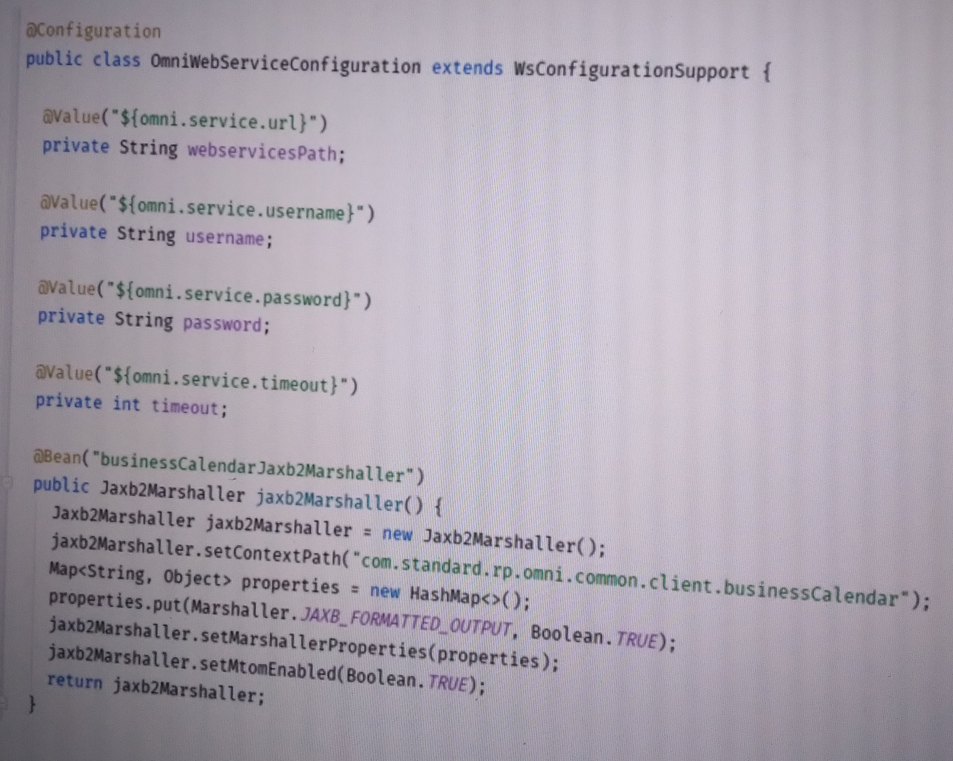 @Configuration
public class OmniWebServiceConfiguration extends WsConfigurationSupport {
@Value("${omni.service.url}")
private String webservicesPath;
@Value("${omni.service.username}")
private String username;
@Value("${omni.service.password}")
private String password;
@Value("${omni.service.timeout}")
private int timeout;
@Bean("businessCalendarJaxb2Marshaller")
public Jaxb2Marshaller jaxb2Marshaller() {
Jaxb2Marshaller jaxb2Marshaller = new Jaxb2Marshaller();
jaxb2Marshaller.setContextPath("com.standard.rp.omni.common.client.businessCalendar");
Map<String, Object> properties = new HashMap<>();
properties.put(Marshaller.JAXB_FORMATTED_OUTPUT, Boolean.TRUE);
jaxb2Marshaller.setMarshallerProperties(properties);
jaxb2Marshaller.setMtomEnabled(Boolean.TRUE);
return jaxb2Marshaller;
}